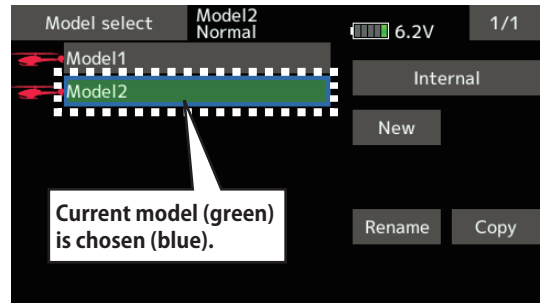 Model select
Model2
Normal
6.2V
1/1
Model1
Internal
Model2
New
Current model (green)
is chosen (blue).
Rename
Copy